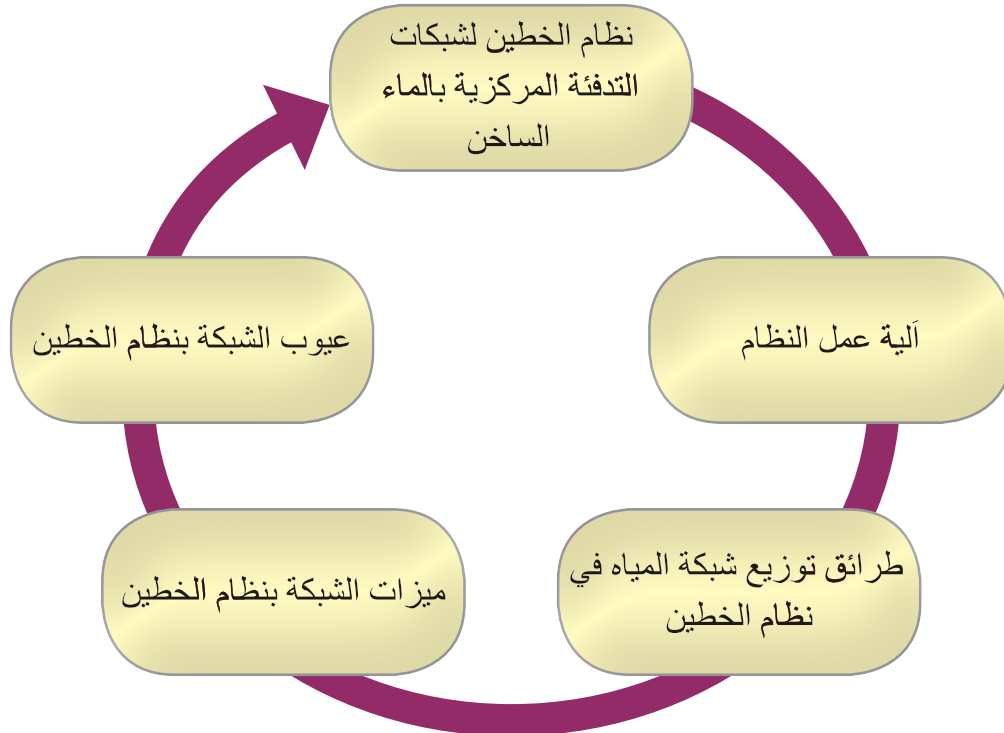 نظام الخطين لشبكات
التدفئة المركزية بالماء
الساخن
آلية عمل النظام
طرائق توزيع شبكة المياه في
نظام الخطين
ميزات الشبكة بنظام الخطين
عيوب الشبكة بنظام الخطين